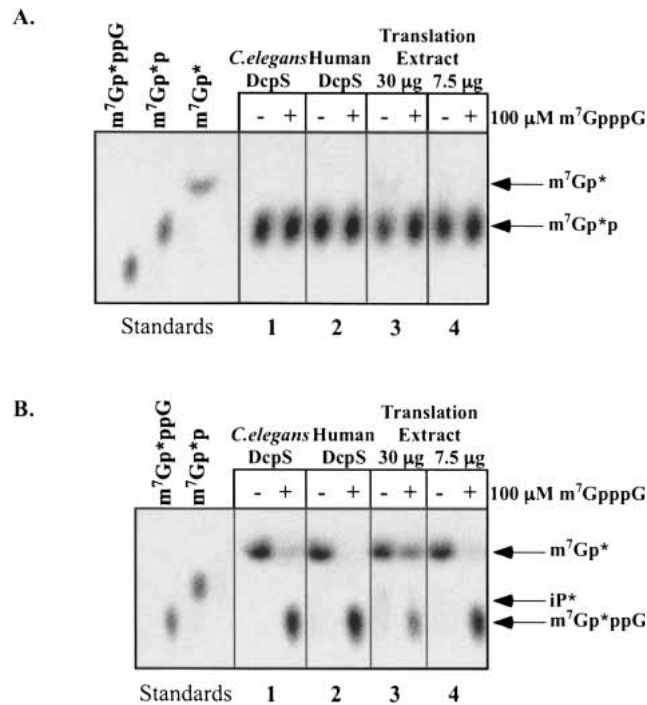 A.
m⁷Gp*ppG
m⁷Gp*p
m⁷Gp*
C.elegans Human Translation
Extract
DcpS DcpS 30 µg 7.5 µg
- + - + - + - + 100 µM m⁷GpppG
m⁷Gp*
m⁷Gp*p
Standards 1 2 3 4
B.
m⁷Gp*ppG
m⁷Gp*p
C.elegans Human Translation
Extract
DcpS DcpS 30 µg 7.5 µg
- + - + - + - + 100 µM m⁷GpppG
m⁷Gp*
iP*
m⁷Gp*ppG
Standards 1 2 3 4